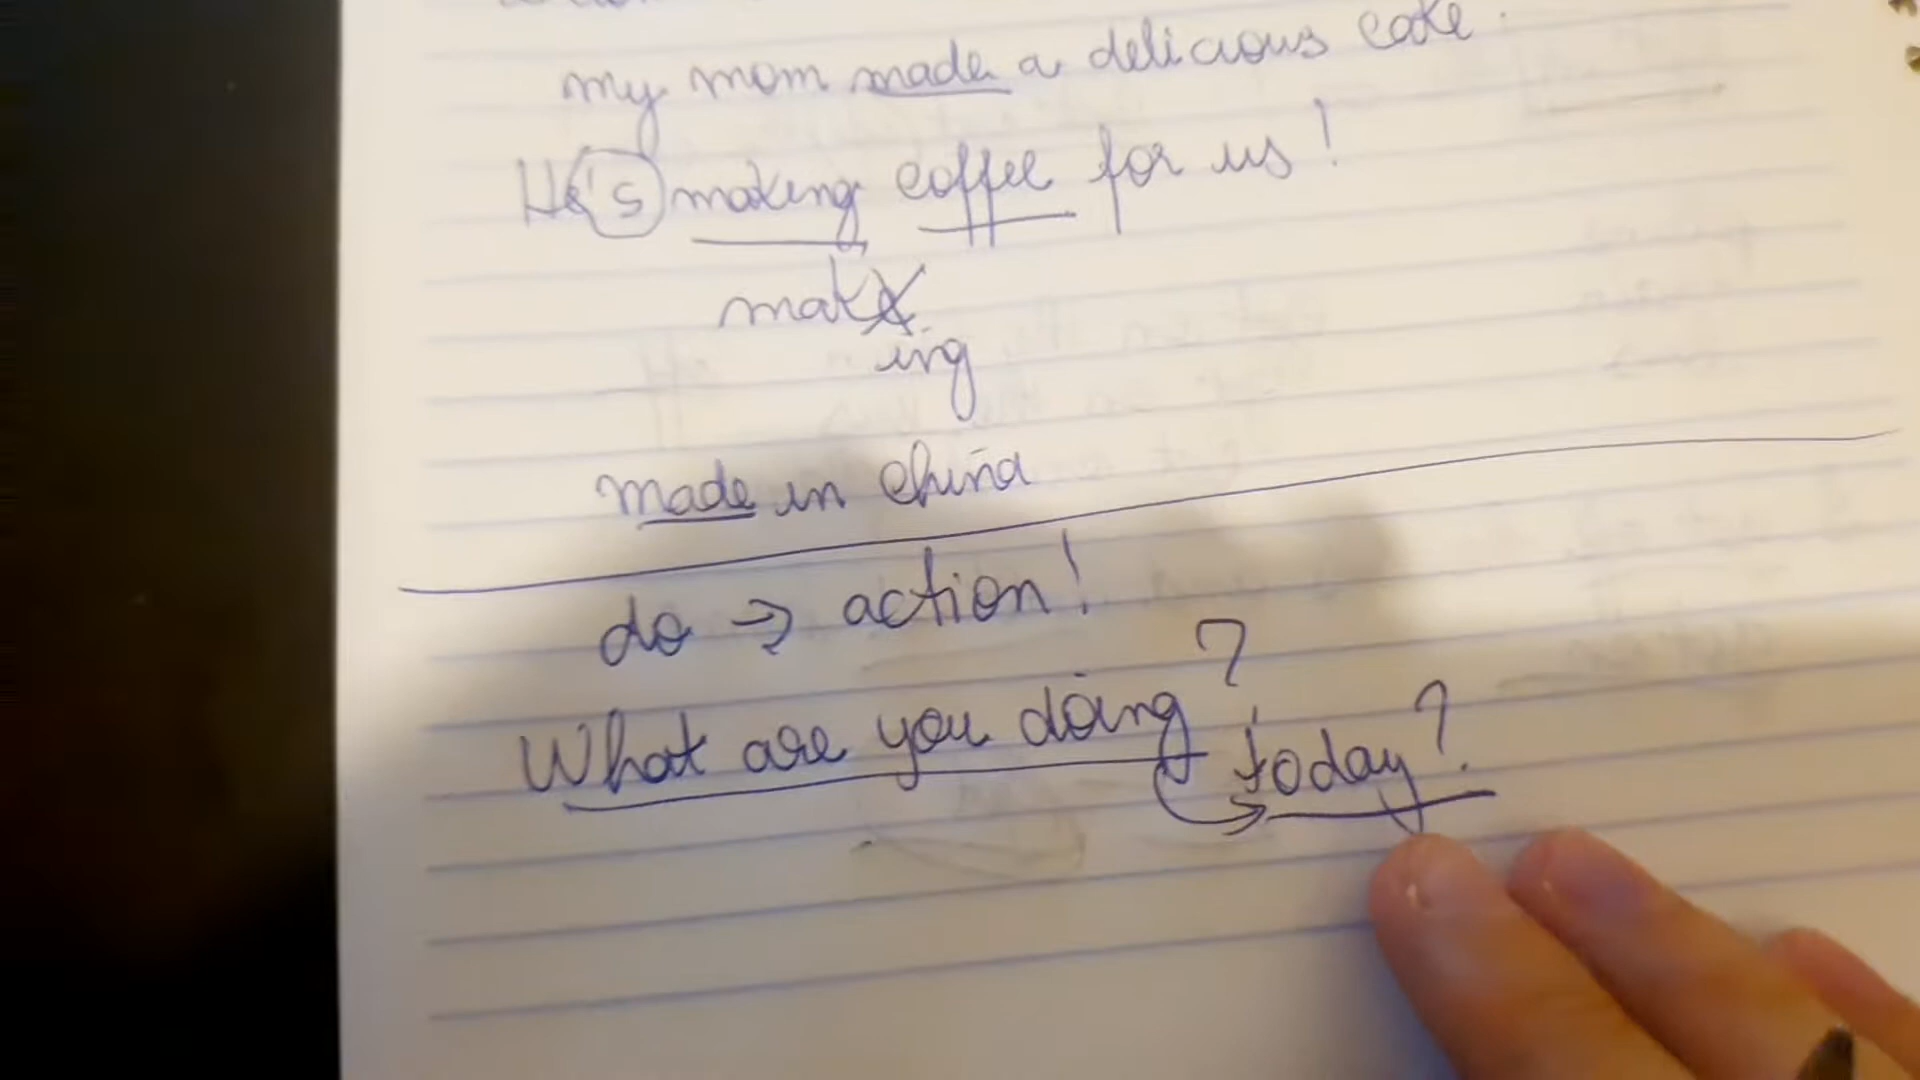 my mom made a delicious cake.
He's making coffee for us!
make
ing
made in china
do → action!
What are you doing?
today?